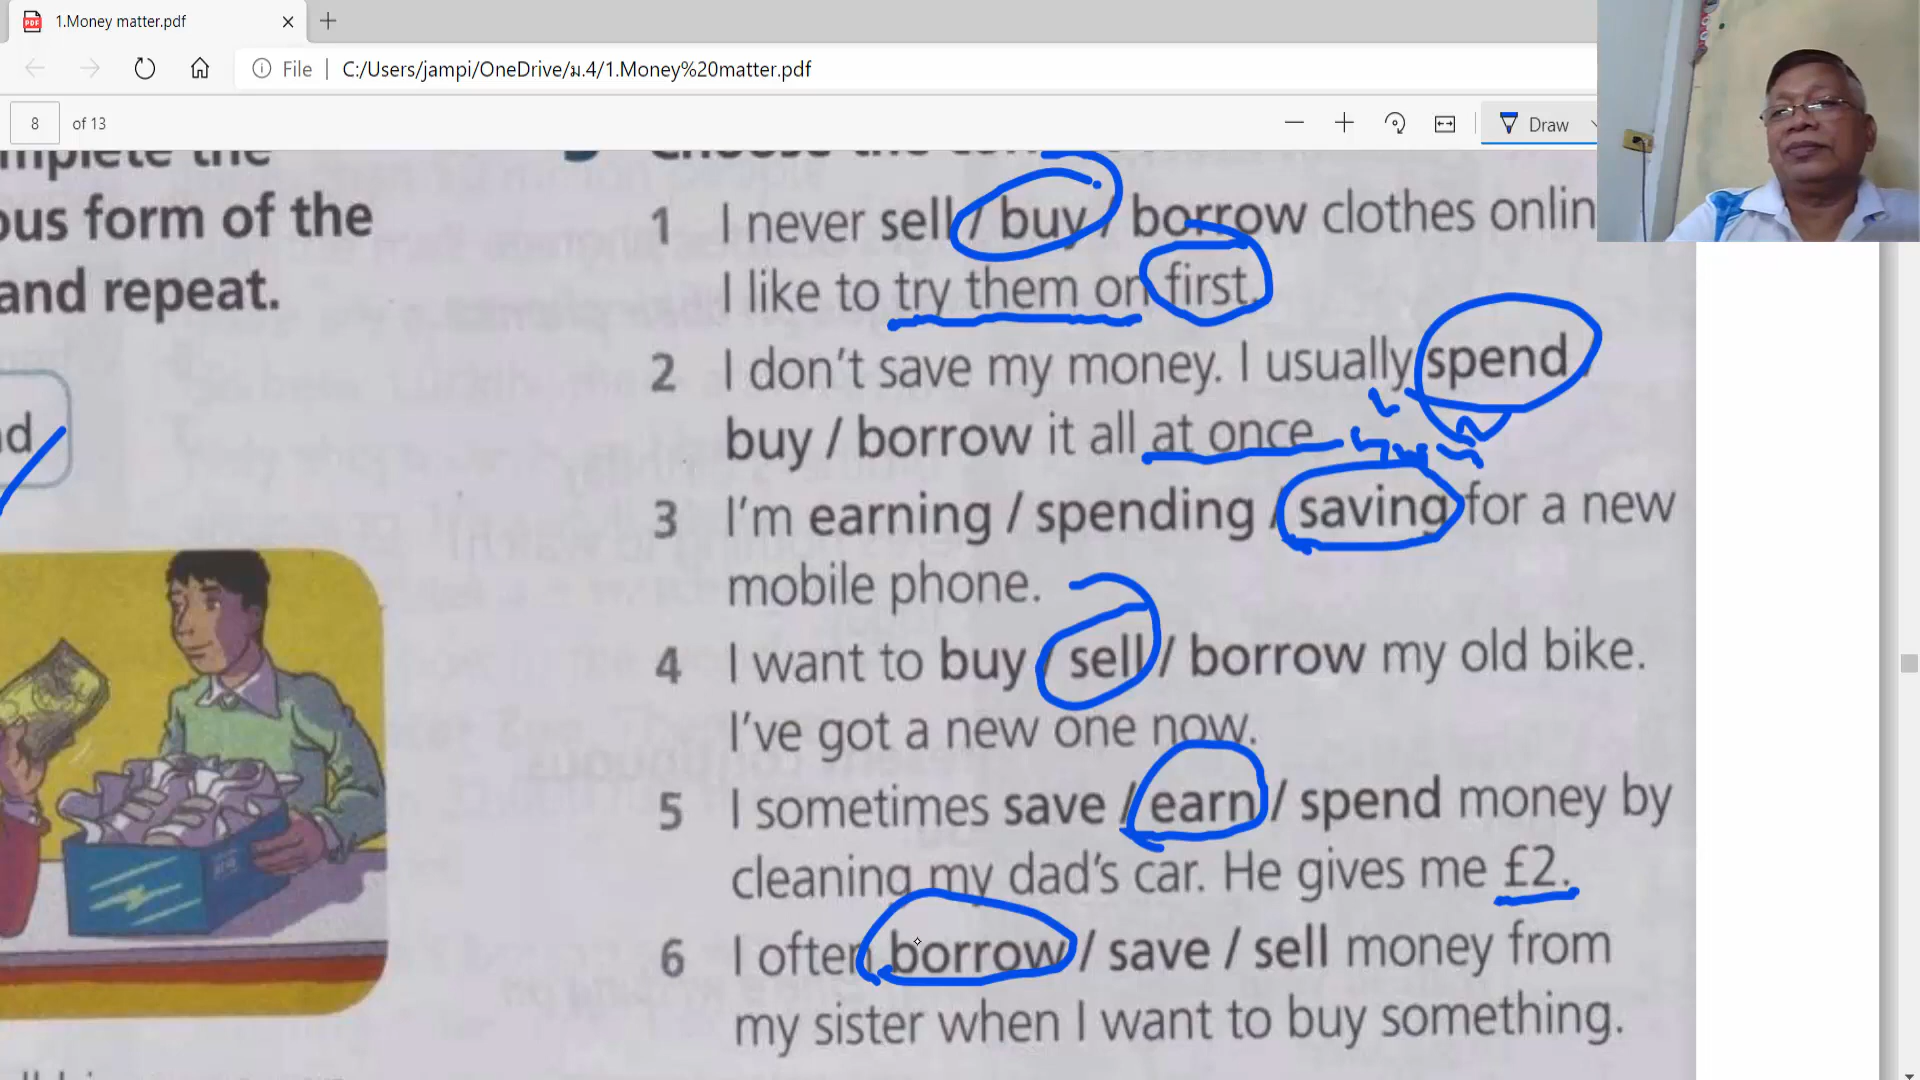 1.Money matter.pdf
File
C:/Users/jampi/OneDrive/ม.4/1.Money%20matter.pdf
8 of 13
Draw
mplete the
ous form of the
and repeat.
1 I never sell / buy / borrow clothes onlin
I like to try them on first.
2 I don't save my money. I usually spend /
buy / borrow it all at once
3 I'm earning / spending / saving for a new
mobile phone.
4 I want to buy / sell / borrow my old bike.
I've got a new one now.
5 I sometimes save / earn / spend money by
cleaning my dad's car. He gives me £2.
6 I often borrow / save / sell money from
my sister when I want to buy something.